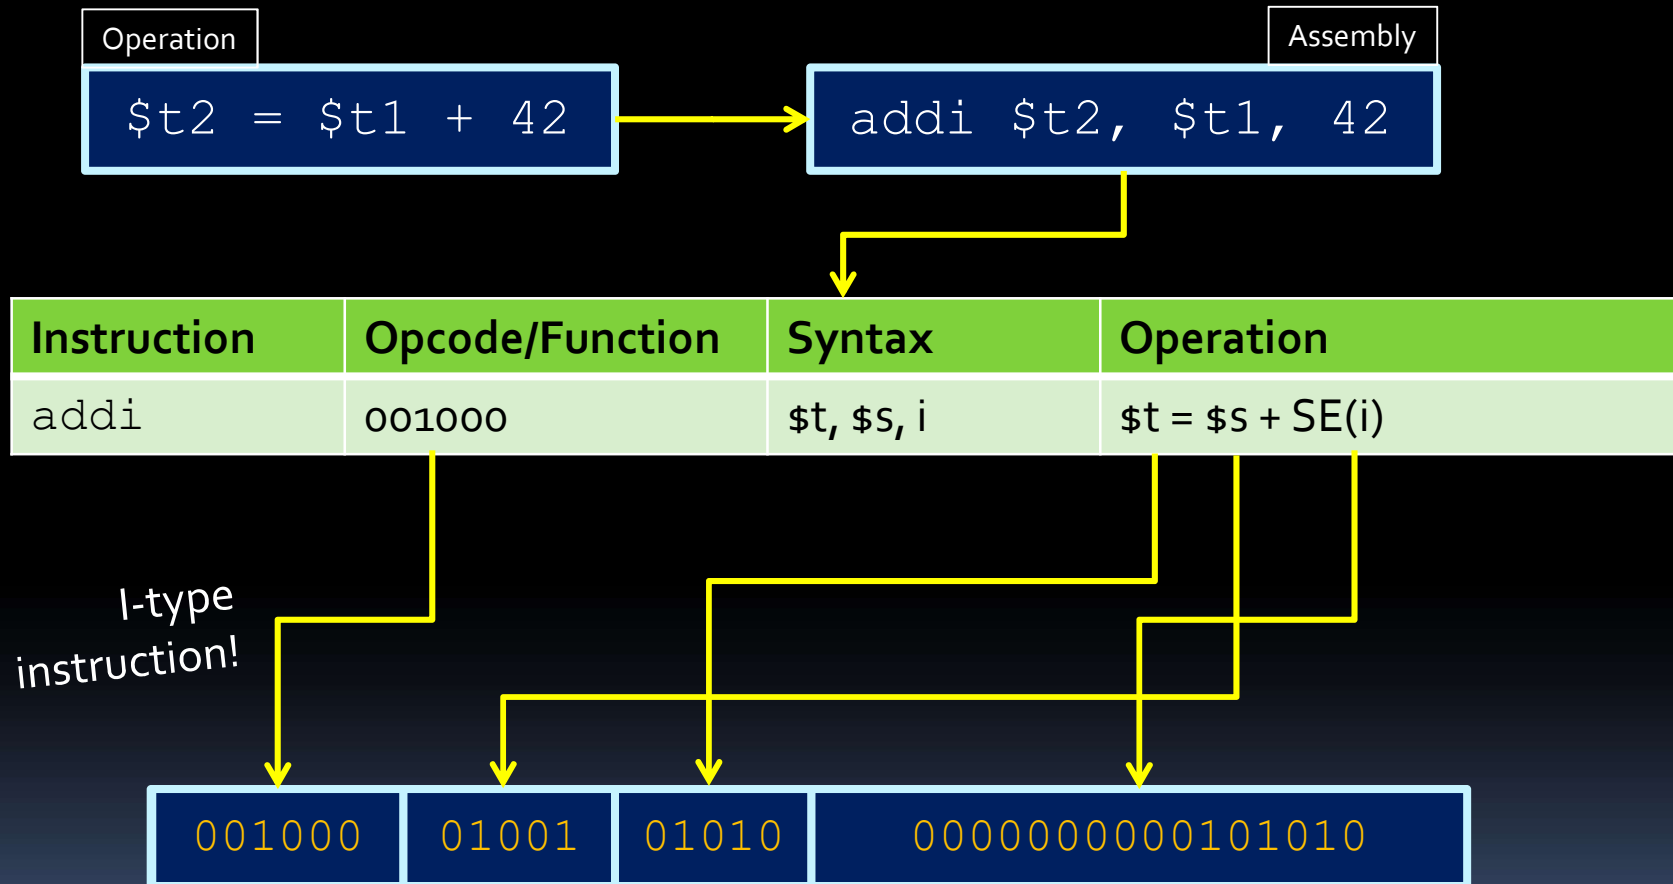 Operation
Assembly
$t2 = $t1 + 42
addi $t2, $t1, 42
Instruction Opcode/Function Syntax Operation
addi 001000 $t, $s, i $t = $s + SE(i)
I-type
instruction!
001000 01001 01010 0000000000101010